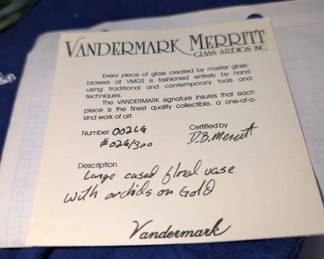 VANDERMARK MERRITT
GLASS STUDIOS INC.
Every piece of glass created by master glass-
blowers at VMGS is fashioned entirely by hand
using traditional and contemporary tools and
techniques.
The VANDERMARK signature insures that each
piece is the finest quality collectible, a one-of-a-
kind work of art.
Number 002LG Certified by
#026/300 D.B. Merritt
Description
Large cased floral vase
with orchids on Gold
Vandermark